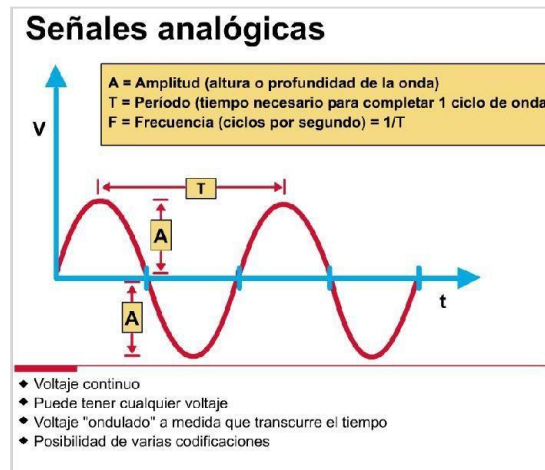 Señales analógicas
A = Amplitud (altura o profundidad de la onda)
T = Período (tiempo necesario para completar 1 ciclo de onda
F = Frecuencia (ciclos por segundo) = 1/T
V
T
A
A
t
◆ Voltaje continuo
◆ Puede tener cualquier voltaje
◆ Voltaje "ondulado" a medida que transcurre el tiempo
◆ Posibilidad de varias codificaciones